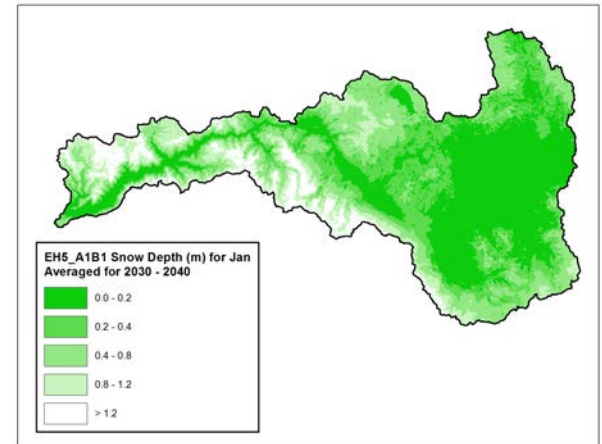 EH5_A1B1 Snow Depth (m) for Jan
Averaged for 2030 - 2040
0.0 - 0.2
0.2 - 0.4
0.4 - 0.8
0.8 - 1.2
> 1.2